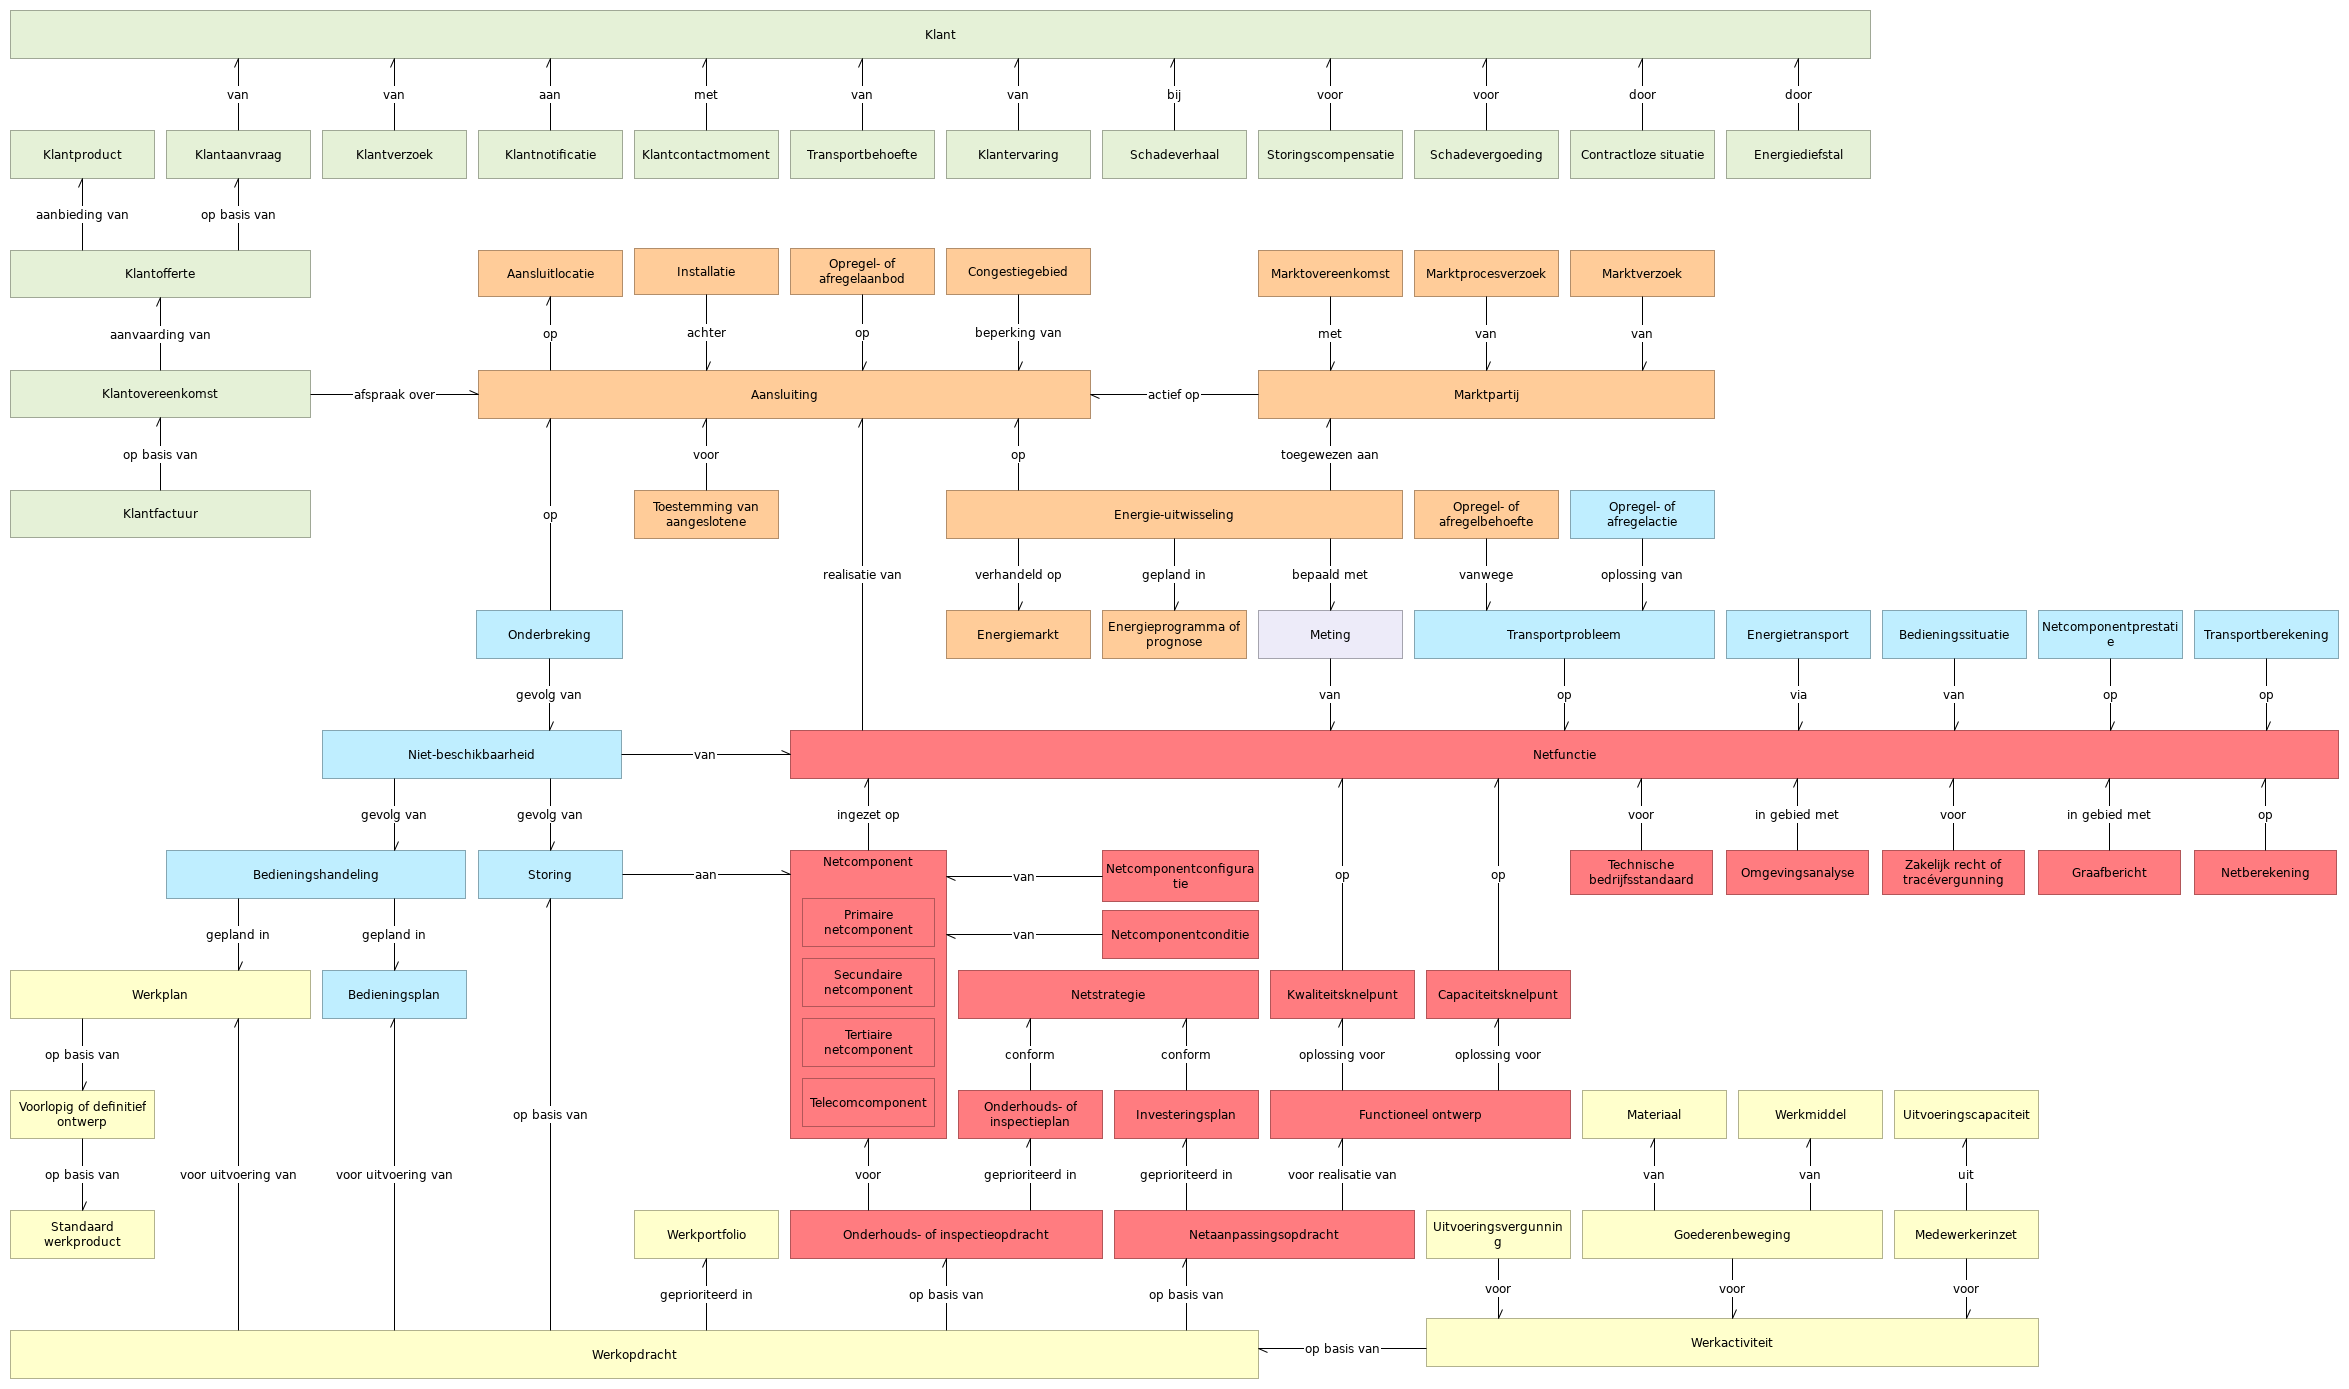 Klant
van
van
aan
met
van
van
bij
voor
voor
door
door
Klantproduct
Klantaanvraag
Klantverzoek
Klantnotificatie
Klantcontactmoment
Transportbehoefte
Klantervaring
Schadeverhaal
Storingscompensatie
Schadevergoeding
Contractloze situatie
Energiediefstal
aanbieding van
op basis van
Klantofferte
Aansluitlocatie
Installatie
Opregel- of
afregelaanbod
Congestiegebied
Marktovereenkomst
Marktprocesverzoek
Marktverzoek
aanvaarding van
op
achter
op
beperking van
met
van
van
Klantovereenkomst
afspraak over
Aansluiting
actief op
Marktpartij
op basis van
voor
op
toegewezen aan
Klantfactuur
op
Toestemming van
aangeslotene
Energie-uitwisseling
Opregel- of
afregelbehoefte
Opregel- of
afregelactie
realisatie van
verhandeld op
gepland in
bepaald met
vanwege
oplossing van
Onderbreking
Energiemarkt
Energieprogramma of
prognose
Meting
Transportprobleem
Energietransport
Bedieningssituatie
Netcomponentprestati
e
Transportberekening
gevolg van
van
op
via
van
op
op
Niet-beschikbaarheid
van
Netfunctie
gevolg van
gevolg van
ingezet op
voor
in gebied met
voor
in gebied met
op
Bedieningshandeling
Storing
aan
Netcomponent
van
Netcomponentconfigura
tie
op
op
Technische
bedrijfsstandaard
Omgevingsanalyse
Zakelijk recht of
tracévergunning
Graafbericht
Netberekening
gepland in
gepland in
Primaire
netcomponent
van
Netcomponentconditie
Werkplan
Bedieningsplan
Secundaire
netcomponent
Netstrategie
Kwaliteitsknelpunt
Capaciteitsknelpunt
op basis van
Tertiaire
netcomponent
conform
conform
oplossing voor
oplossing voor
Voorlopig of definitief
ontwerp
op basis van
Telecomcomponent
Onderhouds- of
inspectieplan
Investeringsplan
Functioneel ontwerp
Materiaal
Werkmiddel
Uitvoeringscapaciteit
op basis van
voor uitvoering van
voor uitvoering van
voor
geprioriteerd in
geprioriteerd in
voor realisatie van
van
van
uit
Standaard
werkproduct
Werkportfolio
Onderhouds- of inspectieopdracht
Netaanpassingsopdracht
Uitvoeringsvergunnin
g
Goederenbeweging
Medewerkerinzet
geprioriteerd in
op basis van
op basis van
voor
voor
voor
Werkopdracht
op basis van
Werkactiviteit